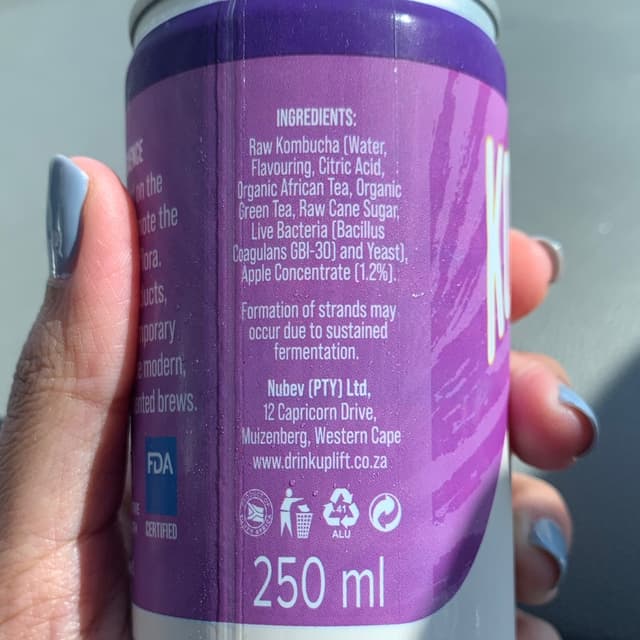 on the
ote the
lora.
ucts,
porary
e modern,
nted brews.
FDA
CERTIFIED
INGREDIENTS:
Raw Kombucha (Water,
Flavouring, Citric Acid,
Organic African Tea, Organic
Green Tea, Raw Cane Sugar,
Live Bacteria (Bacillus
Coagulans GBI-30) and Yeast),
Apple Concentrate (1.2%).
Formation of strands may
occur due to sustained
fermentation.
Nubev (PTY) Ltd,
12 Capricorn Drive,
Muizenberg, Western Cape
www.drinkuplift.co.za
41
ALU
250 ml